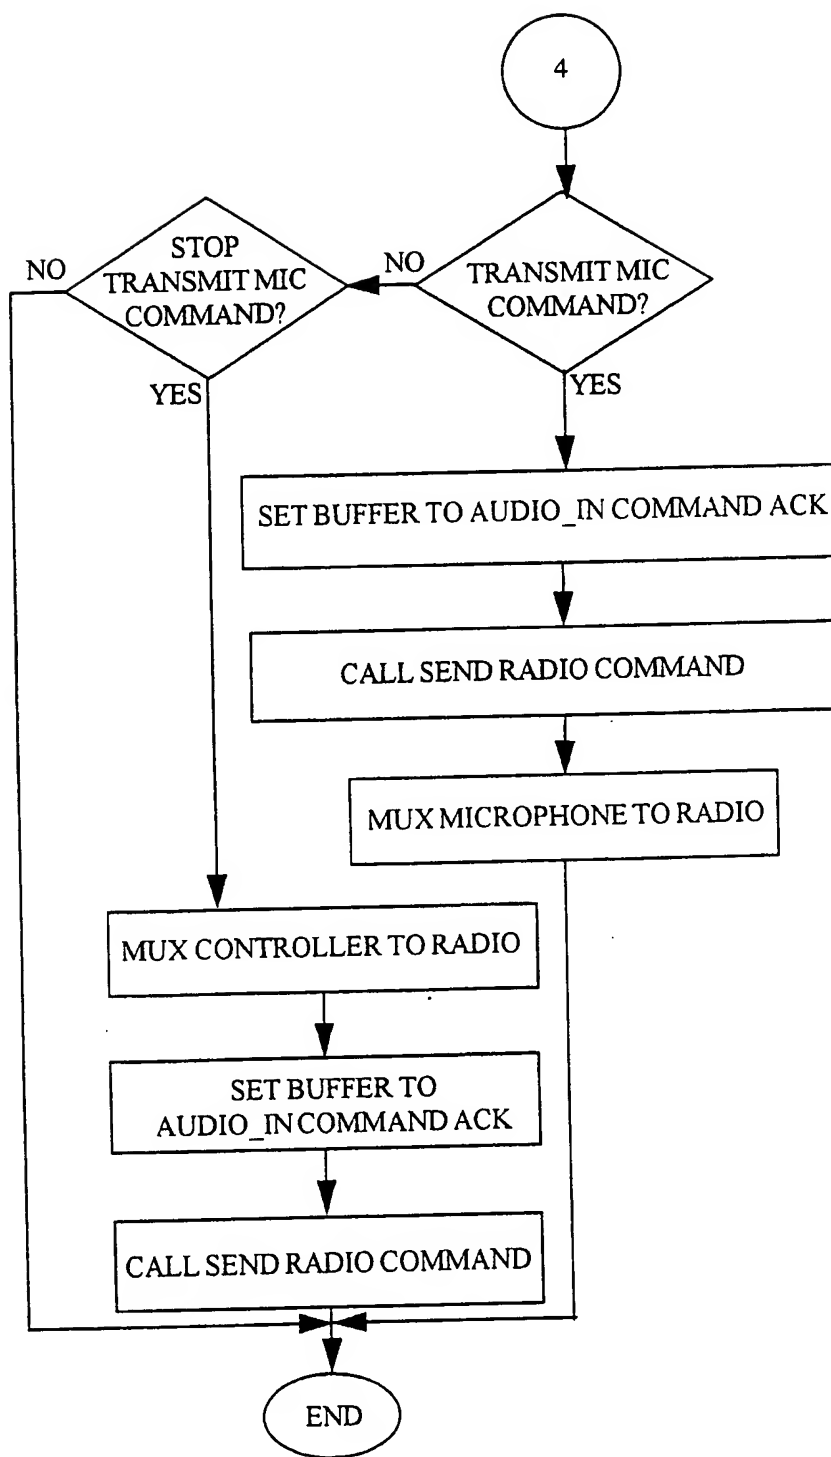 4
STOP
TRANSMIT MIC
COMMAND?
NO
NO
TRANSMIT MIC
COMMAND?
YES
YES
SET BUFFER TO AUDIO_IN COMMAND ACK
CALL SEND RADIO COMMAND
MUX MICROPHONE TO RADIO
MUX CONTROLLER TO RADIO
SET BUFFER TO
AUDIO_IN COMMAND ACK
CALL SEND RADIO COMMAND
END